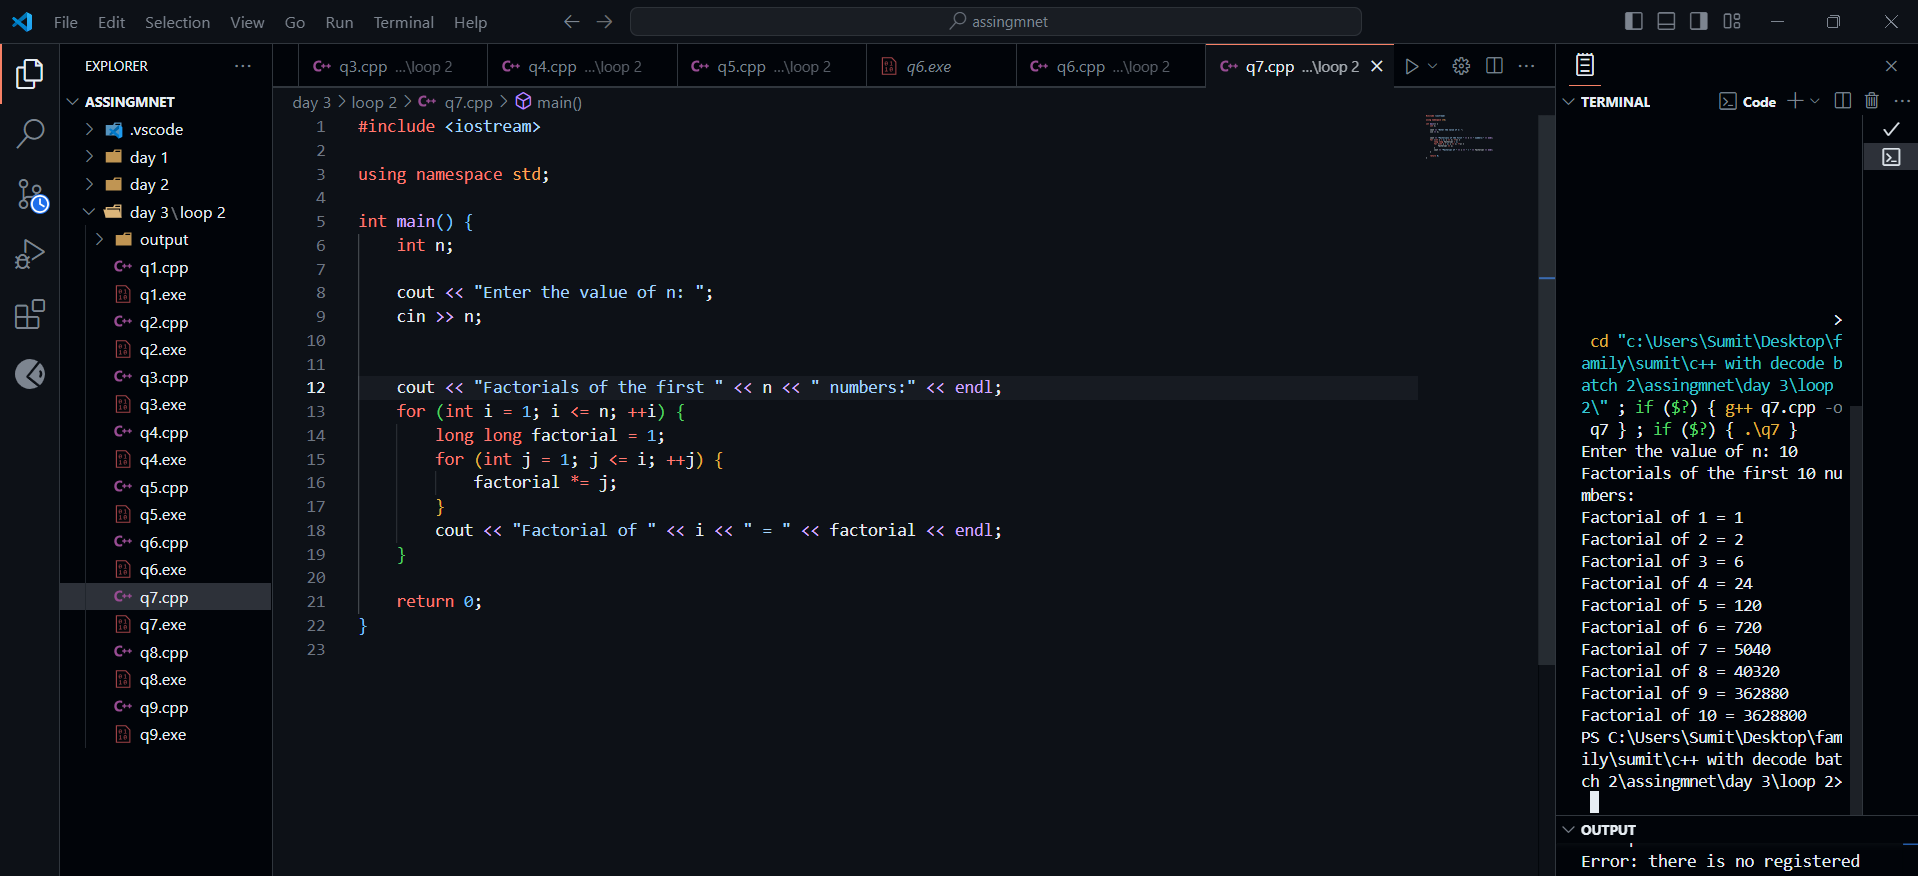 File Edit Selection View Go Run Terminal Help
assingmnet
EXPLORER
ASSINGMNET
.vscode
day 1
day 2
day 3\loop 2
output
q1.cpp
q1.exe
q2.cpp
q2.exe
q3.cpp
q3.exe
q4.cpp
q4.exe
q5.cpp
q5.exe
q6.cpp
q6.exe
q7.cpp
q7.exe
q8.cpp
q8.exe
q9.cpp
q9.exe
q3.cpp ...\loop 2
q4.cpp ...\loop 2
q5.cpp ...\loop 2
q6.exe
q6.cpp ...\loop 2
q7.cpp ...\loop 2
day 3 > loop 2 > q7.cpp > main()
1 #include <iostream>
2
3 using namespace std;
4
5 int main() {
6 int n;
7
8 cout << "Enter the value of n: ";
9 cin >> n;
10
11
12 cout << "Factorials of the first " << n << " numbers:" << endl;
13 for (int i = 1; i <= n; ++i) {
14 long long factorial = 1;
15 for (int j = 1; j <= i; ++j) {
16 factorial *= j;
17 }
18 cout << "Factorial of " << i << " = " << factorial << endl;
19 }
20
21 return 0;
22 }
23
TERMINAL
Code
>
cd "c:\Users\Sumit\Desktop\f
amily\sumit\c++ with decode b
atch 2\assingmnet\day 3\loop
2\" ; if ($?) { g++ q7.cpp -o
q7 } ; if ($?) { .\q7 }
Enter the value of n: 10
Factorials of the first 10 nu
mbers:
Factorial of 1 = 1
Factorial of 2 = 2
Factorial of 3 = 6
Factorial of 4 = 24
Factorial of 5 = 120
Factorial of 6 = 720
Factorial of 7 = 5040
Factorial of 8 = 40320
Factorial of 9 = 362880
Factorial of 10 = 3628800
PS C:\Users\Sumit\Desktop\fam
ily\sumit\c++ with decode bat
ch 2\assingmnet\day 3\loop 2>
OUTPUT
Error: there is no registered